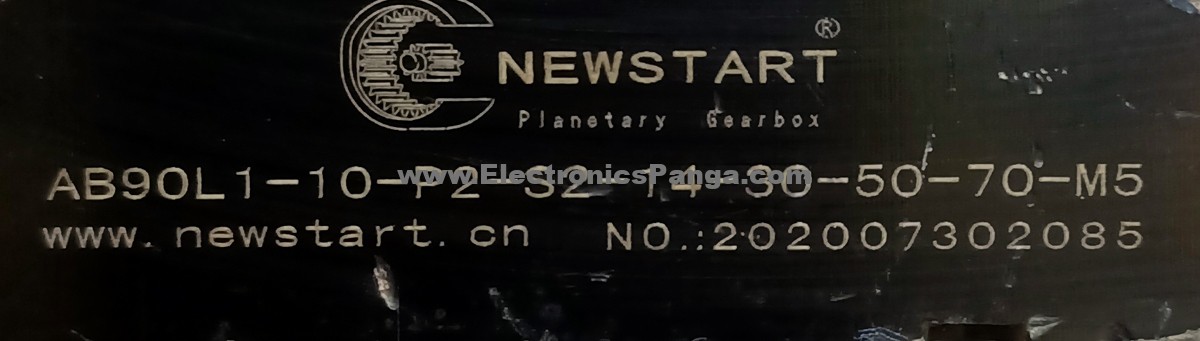 NEWSTART®
Planetary Gearbox
www.ElectronicsPanga.com
AB90L1-10-P2-S2-14-30-50-70-M5
www.newstart.cn NO.:202007302085